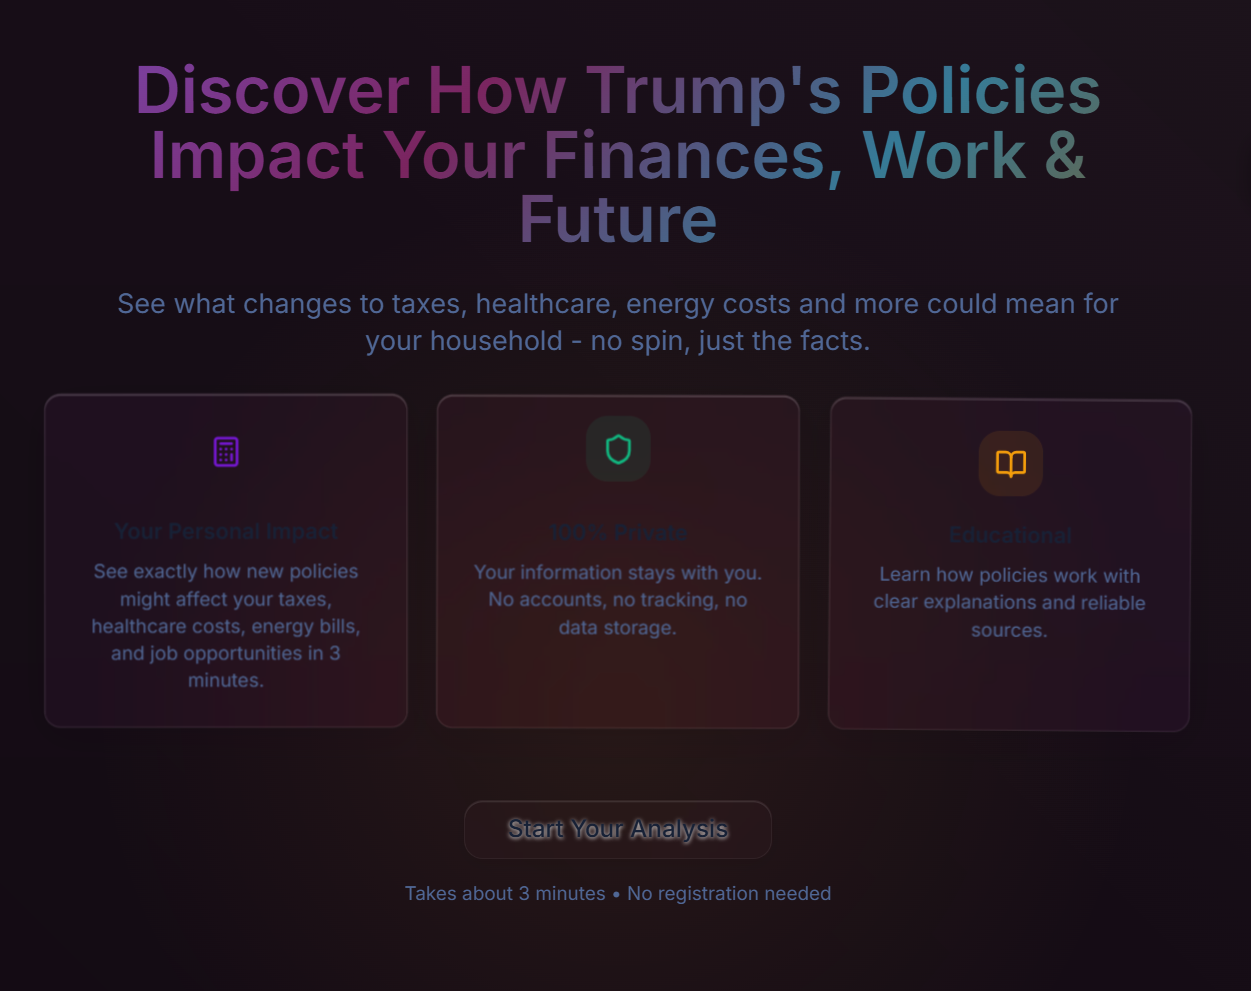 Discover How Trump's Policies
Impact Your Finances, Work &
Future
See what changes to taxes, healthcare, energy costs and more could mean for
your household - no spin, just the facts.
Your Personal Impact
See exactly how new policies
might affect your taxes,
healthcare costs, energy bills,
and job opportunities in 3
minutes.
100% Private
Your information stays with you.
No accounts, no tracking, no
data storage.
Educational
Learn how policies work with
clear explanations and reliable
sources.
Start Your Analysis
Takes about 3 minutes • No registration needed